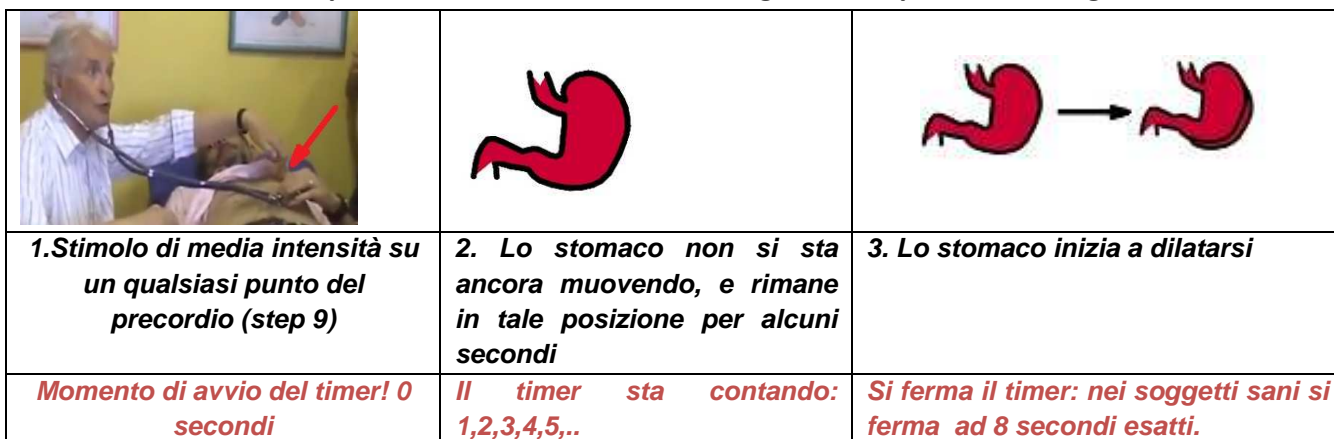 1.Stimolo di media intensità su
un qualsiasi punto del
precordio (step 9)
2. Lo stomaco non si sta
ancora muovendo, e rimane
in tale posizione per alcuni
secondi
3. Lo stomaco inizia a dilatarsi
Momento di avvio del timer! 0
secondi
Il timer sta contando:
1,2,3,4,5,..
Si ferma il timer: nei soggetti sani si
ferma ad 8 secondi esatti.